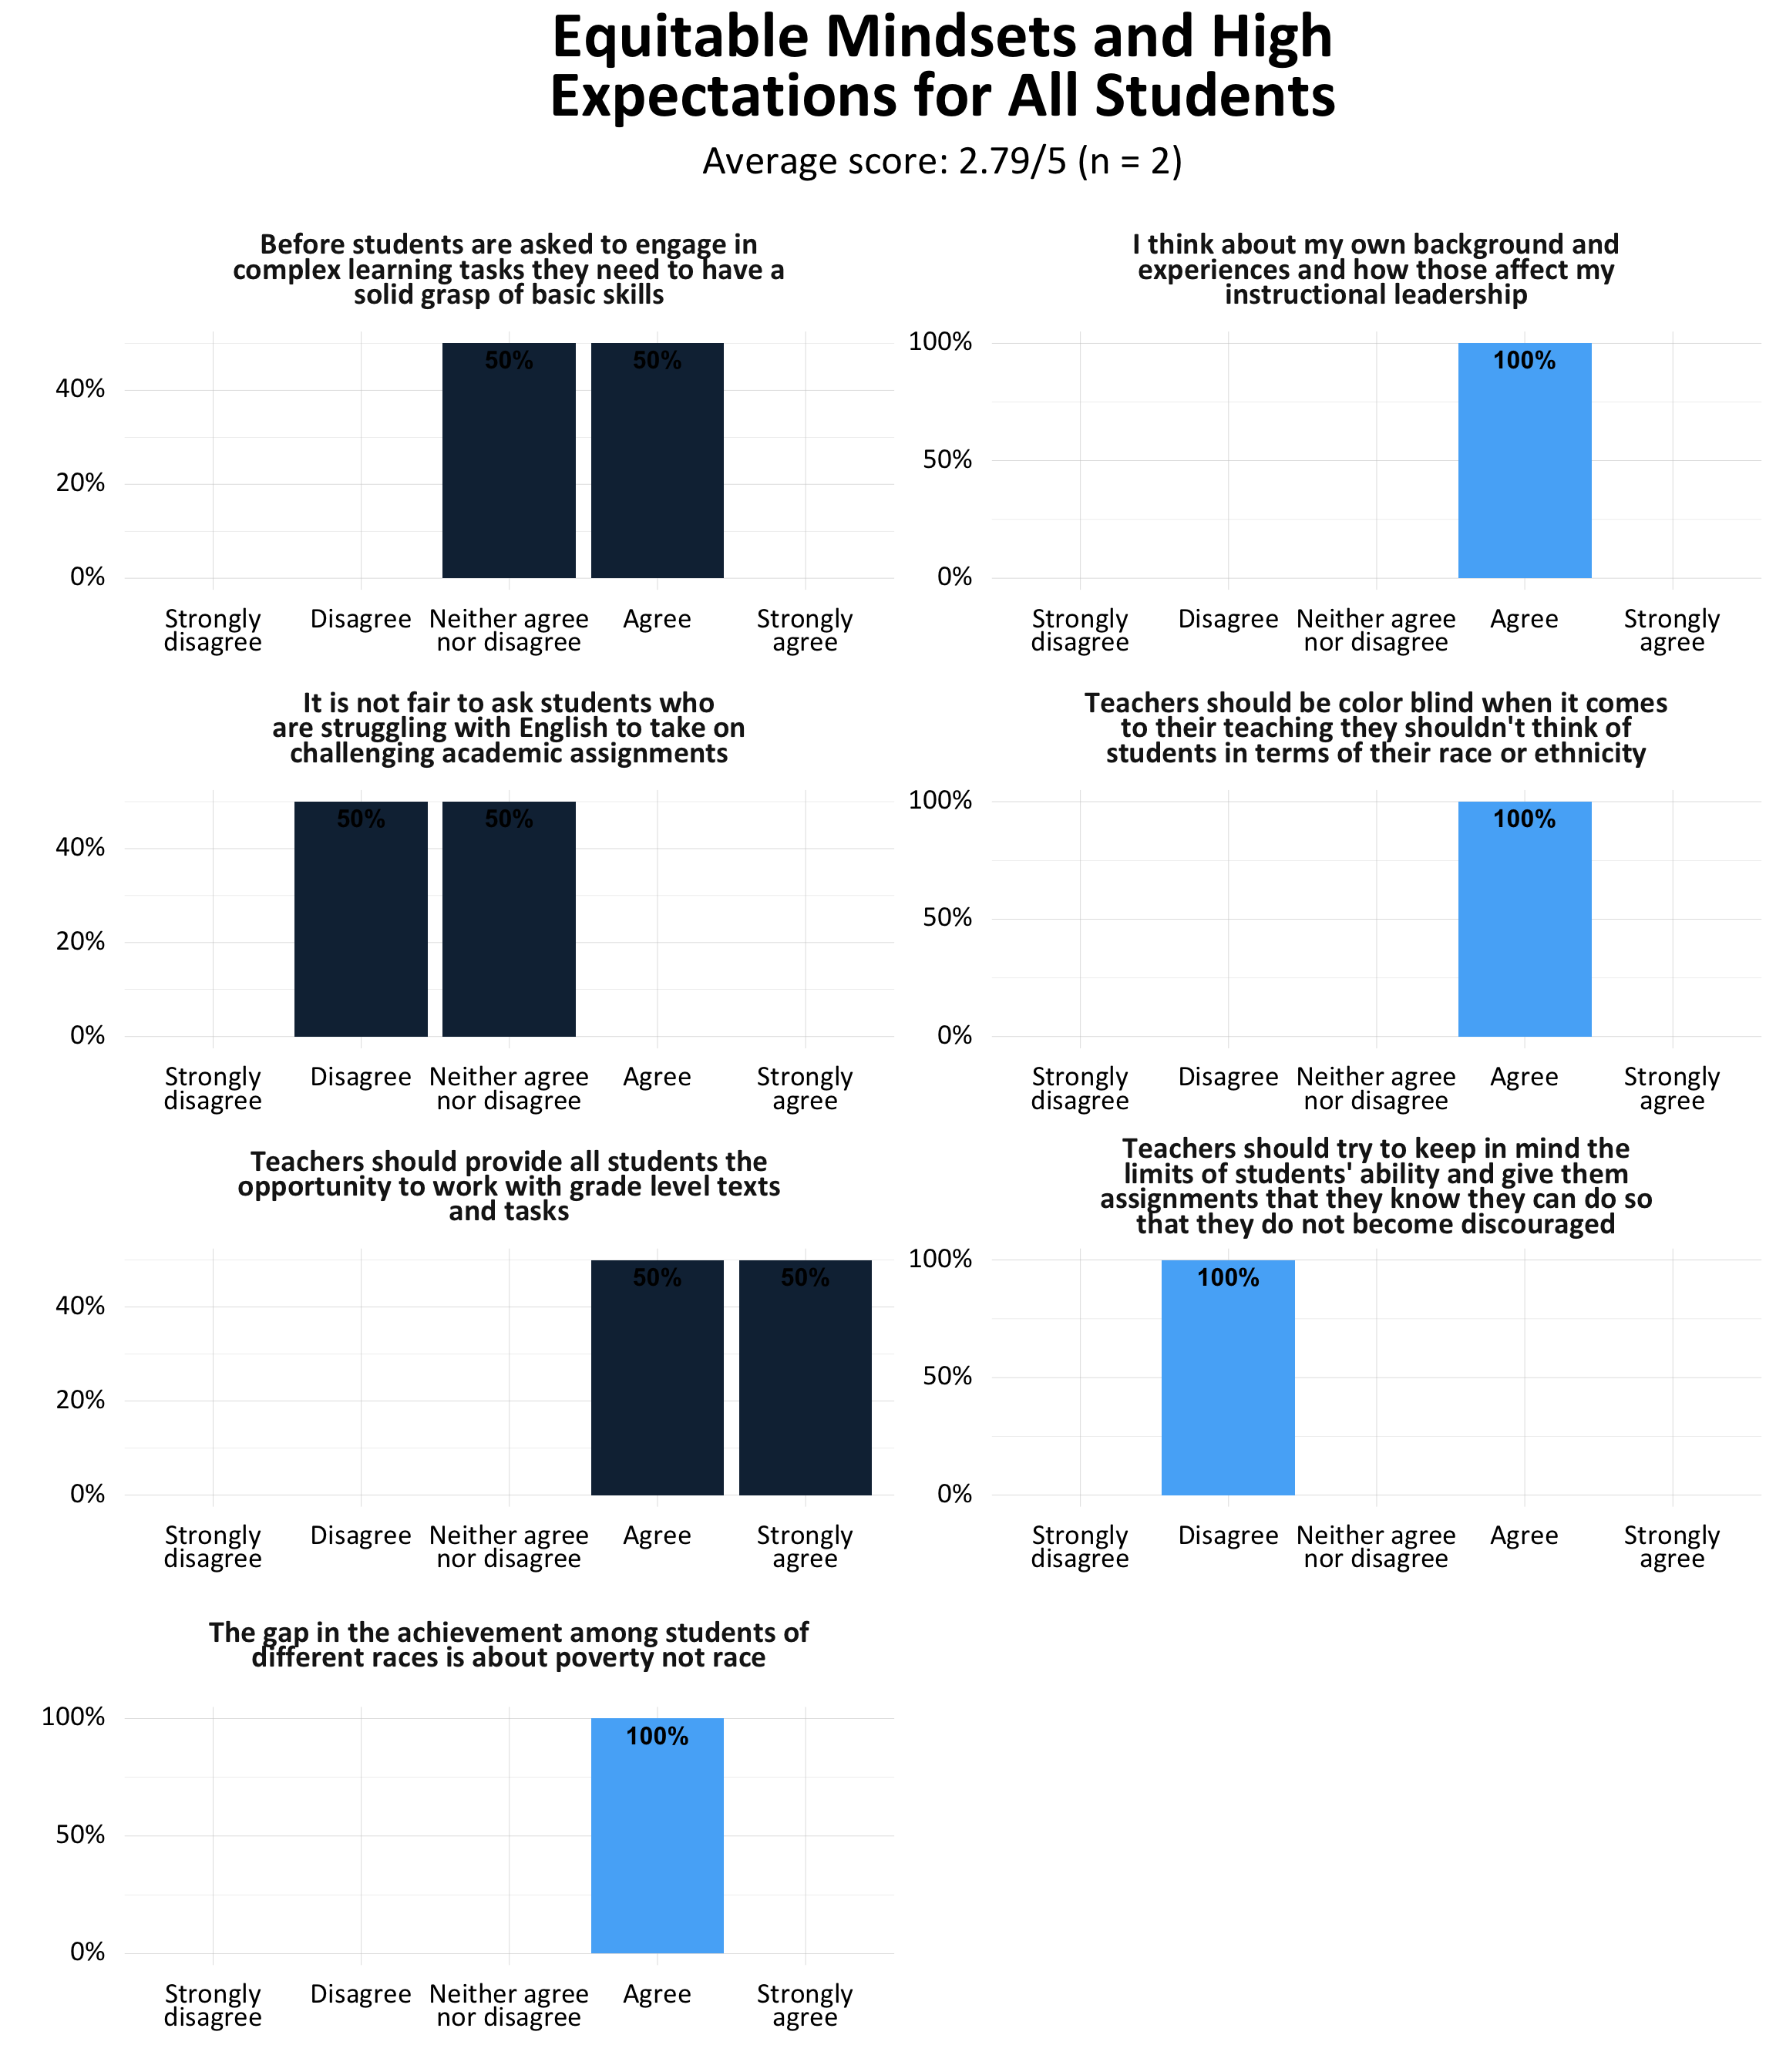 Equitable Mindsets and High
Expectations for All Students
Average score: 2.79/5 (n = 2)
Before students are asked to engage in
complex learning tasks they need to have a
solid grasp of basic skills
50%
50%
40%
20%
0%
Strongly
disagree
Disagree
Neither agree
nor disagree
Agree
Strongly
agree
I think about my own background and
experiences and how those affect my
instructional leadership
100%
100%
50%
0%
Strongly
disagree
Disagree
Neither agree
nor disagree
Agree
Strongly
agree
It is not fair to ask students who
are struggling with English to take on
challenging academic assignments
50%
50%
40%
20%
0%
Strongly
disagree
Disagree
Neither agree
nor disagree
Agree
Strongly
agree
Teachers should be color blind when it comes
to their teaching they shouldn't think of
students in terms of their race or ethnicity
100%
100%
50%
0%
Strongly
disagree
Disagree
Neither agree
nor disagree
Agree
Strongly
agree
Teachers should provide all students the
opportunity to work with grade level texts
and tasks
50%
50%
40%
20%
0%
Strongly
disagree
Disagree
Neither agree
nor disagree
Agree
Strongly
agree
Teachers should try to keep in mind the
limits of students' ability and give them
assignments that they know they can do so
that they do not become discouraged
100%
100%
50%
0%
Strongly
disagree
Disagree
Neither agree
nor disagree
Agree
Strongly
agree
The gap in the achievement among students of
different races is about poverty not race
100%
100%
50%
0%
Strongly
disagree
Disagree
Neither agree
nor disagree
Agree
Strongly
agree